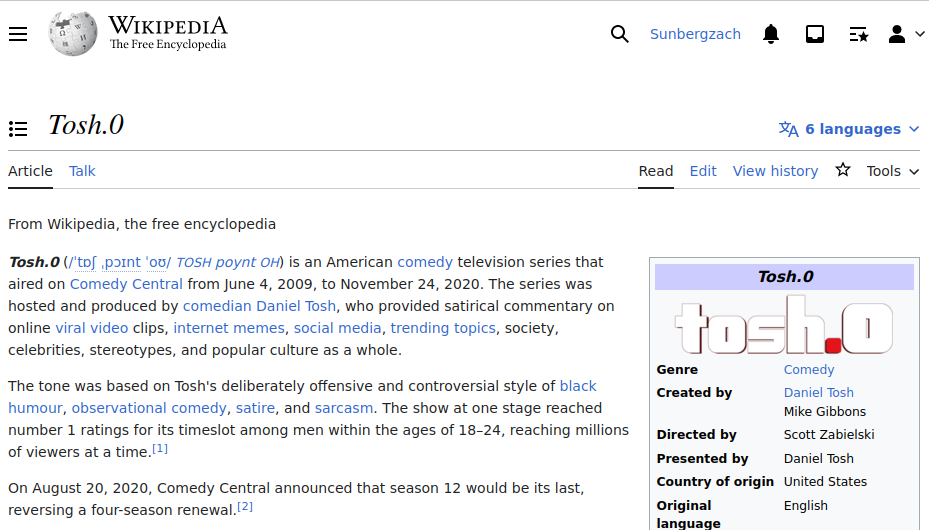 WIKIPEDIA
The Free Encyclopedia
Sunbergzach
Tosh.0
6 languages
Article Talk
Read Edit View history Tools
From Wikipedia, the free encyclopedia
Tosh.0 (/ˈtɒʃ ˌpɔɪnt ˈoʊ/ TOSH poynt OH) is an American comedy television series that
aired on Comedy Central from June 4, 2009, to November 24, 2020. The series was
hosted and produced by comedian Daniel Tosh, who provided satirical commentary on
online viral video clips, internet memes, social media, trending topics, society,
celebrities, stereotypes, and popular culture as a whole.
The tone was based on Tosh's deliberately offensive and controversial style of black
humour, observational comedy, satire, and sarcasm. The show at one stage reached
number 1 ratings for its timeslot among men within the ages of 18–24, reaching millions
of viewers at a time.[1]
On August 20, 2020, Comedy Central announced that season 12 would be its last,
reversing a four-season renewal.[2]
Tosh.0
tosh.0
Genre Comedy
Created by Daniel Tosh
Mike Gibbons
Directed by Scott Zabielski
Presented by Daniel Tosh
Country of origin United States
Original English
language